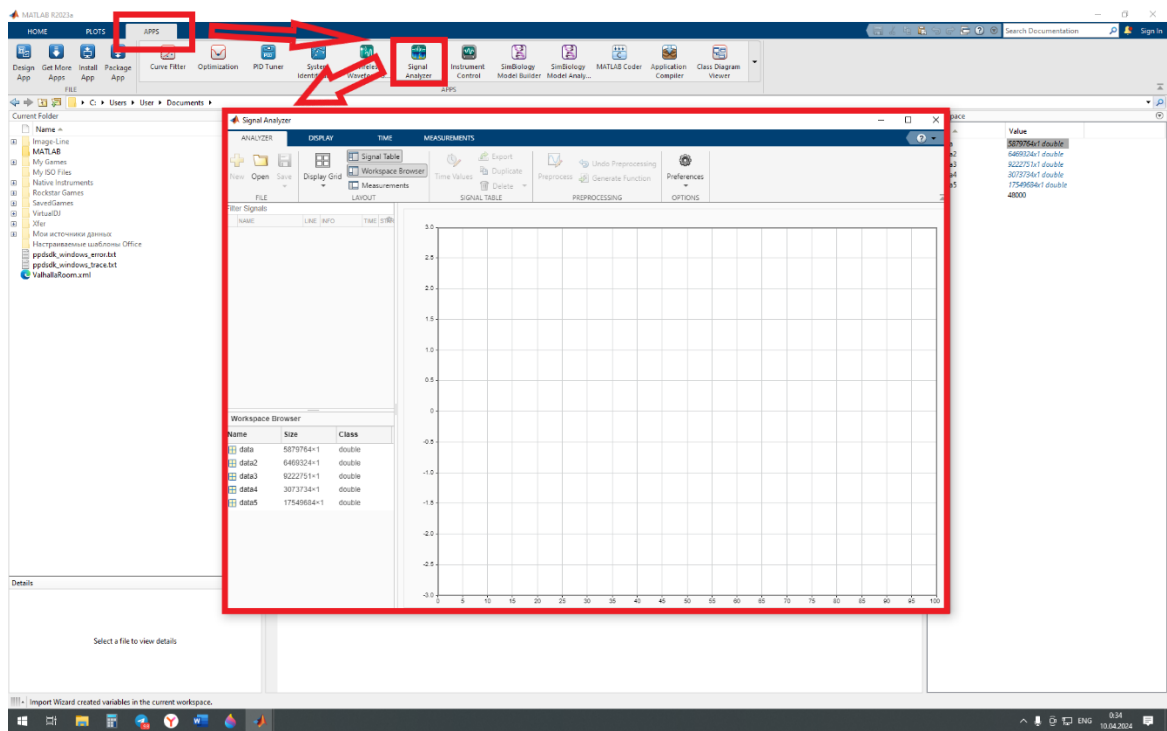 MATLAB R2023a
HOME PLOTS APPS
Search Documentation Sign In
Design App Get More Apps Install App Package App
Curve Fitter Optimization PID Tuner System Signal Analyzer Instrument Control SimBiology Model Builder SimBiology Model Analy... MATLAB Coder Application Compiler Class Diagram Viewer
FILE APPS
C: Users User Documents
Current Folder
Name
Image-Line
MATLAB
My Games
My ISO Files
Native Instruments
Rockstar Games
SavedGames
VirtualDJ
Xfer
Мои источники данных
Настраиваемые шаблоны Office
ppdsdk_windows_error.txt
ppdsdk_windows_trace.txt
ValhallaRoom.xml
Details
Select a file to view details
Signal Analyzer
ANALYZER DISPLAY TIME MEASUREMENTS
New Open Save
Display Grid
Signal Table
Workspace Browser
Measurements
Time Values
Export
Duplicate
Delete
Preprocess
Undo Preprocessing
Generate Function
Preferences
FILE LAYOUT SIGNAL TABLE PREPROCESSING OPTIONS
Filter Signals
NAME LINE INFO TIME
3.0
2.5
2.0
1.5
1.0
0.5
0
-0.5
-1.0
-1.5
-2.0
-2.5
-3.0
0 5 10 15 20 25 30 35 40 45 50 55 60 65 70 75 80 85 90 95 100
Workspace Browser
Name Size Class
data 5879764×1 double
data2 6469324×1 double
data3 9222751×1 double
data4 3073734×1 double
data5 17549684×1 double
Value
5879764x1 double
6469324x1 double
9222751x1 double
3073734x1 double
17549684x1 double
48000
Import Wizard created variables in the current workspace.
ENG
0:34
10.04.2024